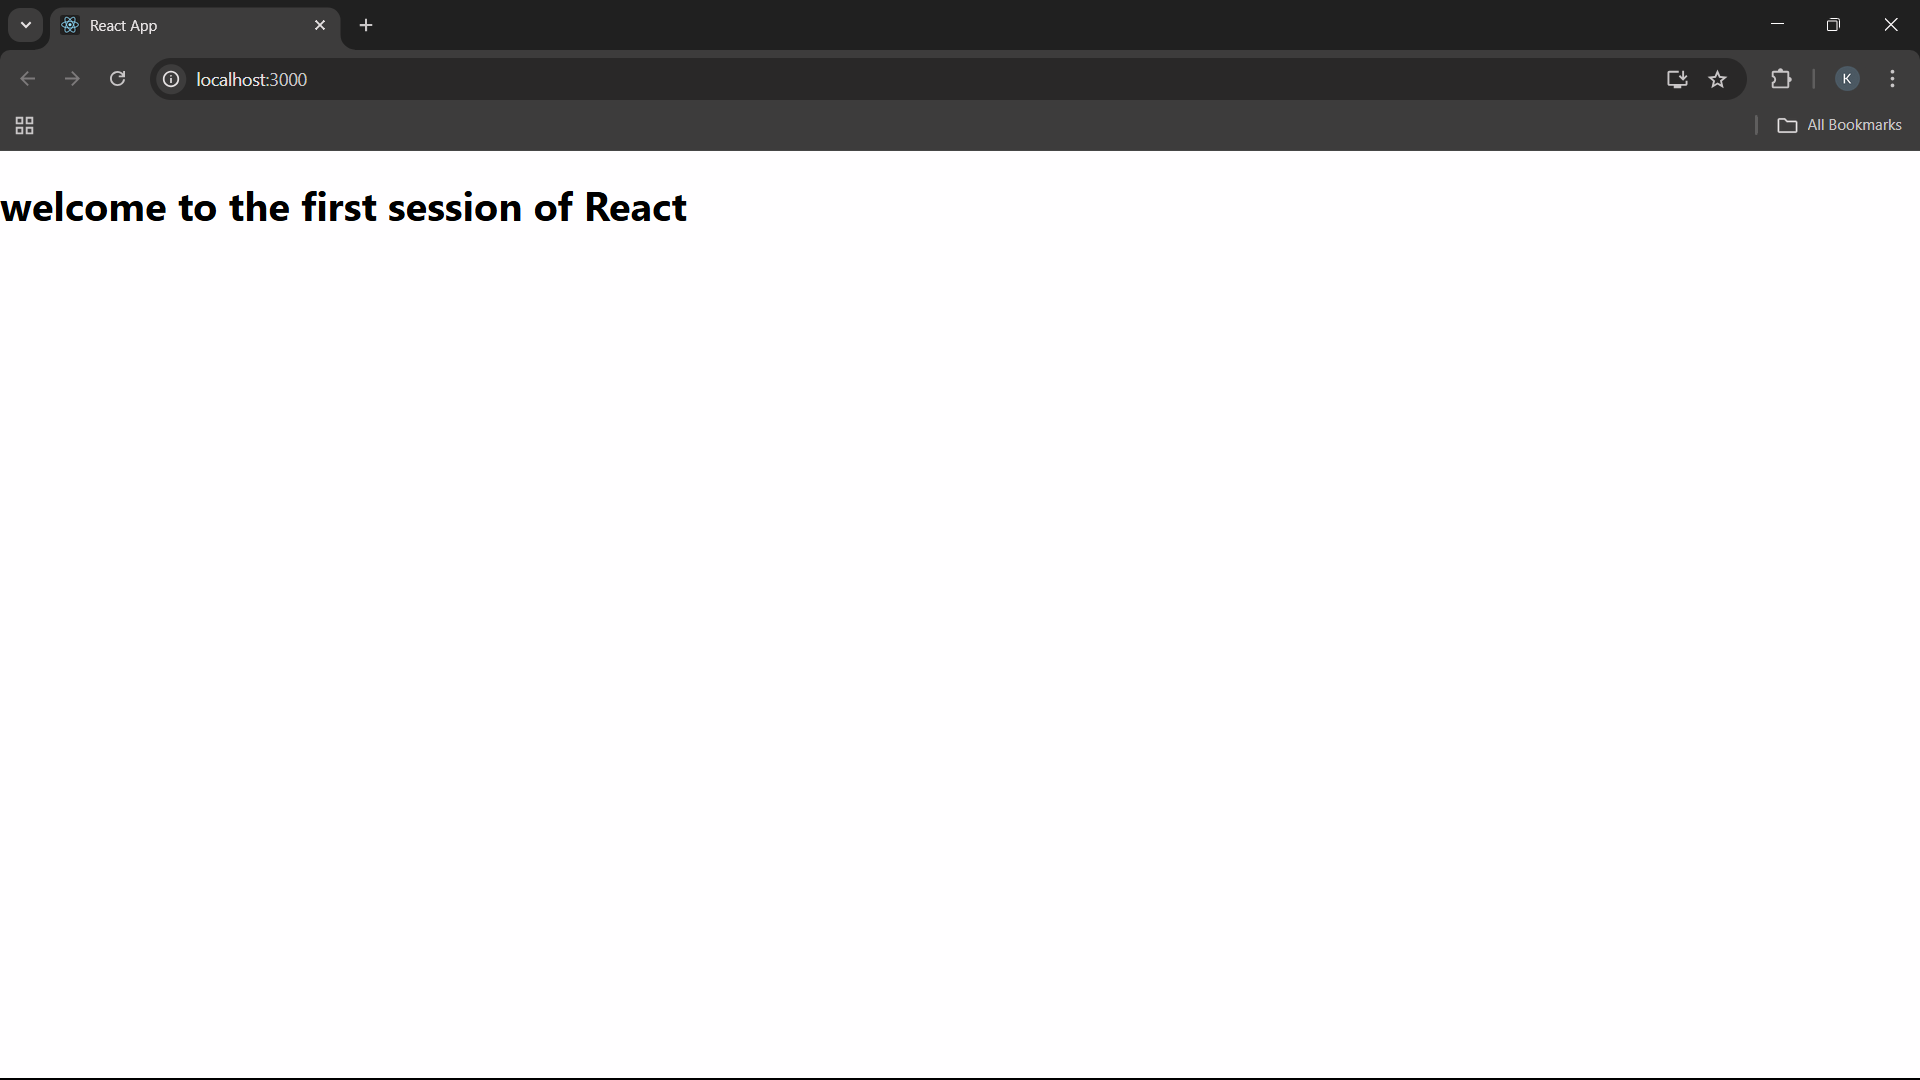 React App
localhost:3000
K
All Bookmarks
welcome to the first session of React